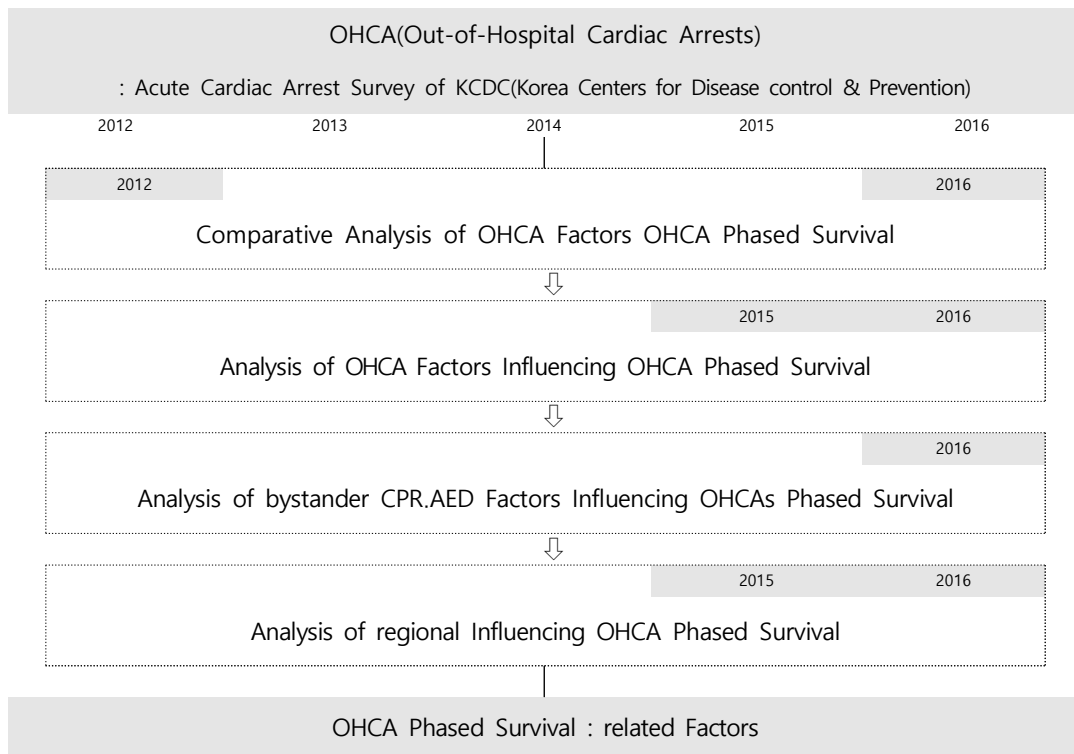 OHCA(Out-of-Hospital Cardiac Arrests)
: Acute Cardiac Arrest Survey of KCDC(Korea Centers for Disease control & Prevention)
2012 2013 2014 2015 2016
2012 2016
Comparative Analysis of OHCA Factors OHCA Phased Survival
2015 2016
Analysis of OHCA Factors Influencing OHCA Phased Survival
2016
Analysis of bystander CPR.AED Factors Influencing OHCAs Phased Survival
2015 2016
Analysis of regional Influencing OHCA Phased Survival
OHCA Phased Survival : related Factors